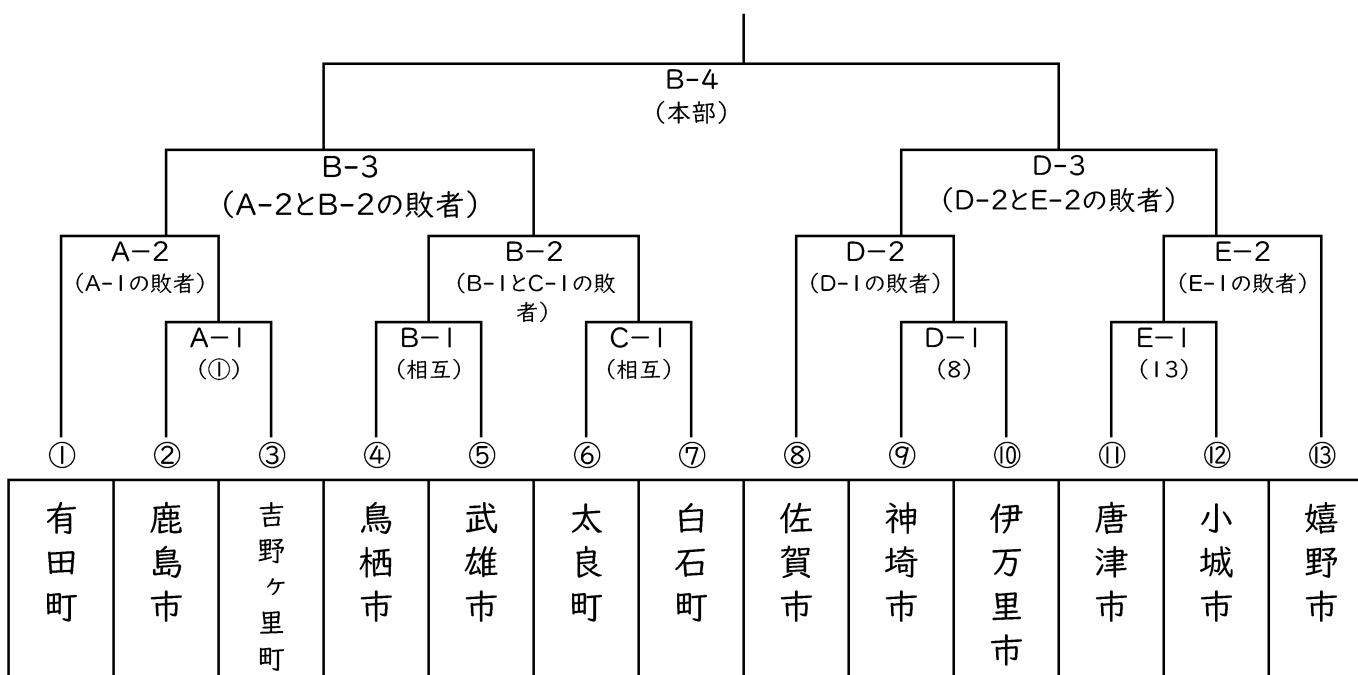 B-4
（本部）
B-3
（A-2とB-2の敗者）
D-3
（D-2とE-2の敗者）
A-2
（A-1の敗者）
B-2
（B-1とC-1の敗
者）
D-2
（D-1の敗者）
E-2
（E-1の敗者）
A-1
（①）
B-1
（相互）
C-1
（相互）
D-1
（8）
E-1
（13）
①
②
③
④
⑤
⑥
⑦
⑧
⑨
⑩
⑪
⑫
⑬
有田町
鹿島市
吉野ヶ里町
鳥栖市
武雄市
太良町
白石町
佐賀市
神埼市
伊万里市
唐津市
小城市
嬉野市